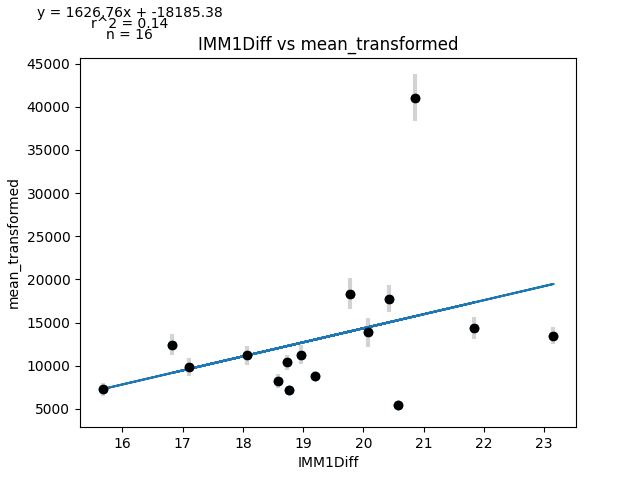 y = 1626.76x + -18185.38
r^2 = 0.14
n = 16
IMM1Diff vs mean_transformed
45000
40000
35000
30000
25000
20000
15000
10000
5000
mean_transformed
16 17 18 19 20 21 22 23
IMM1Diff